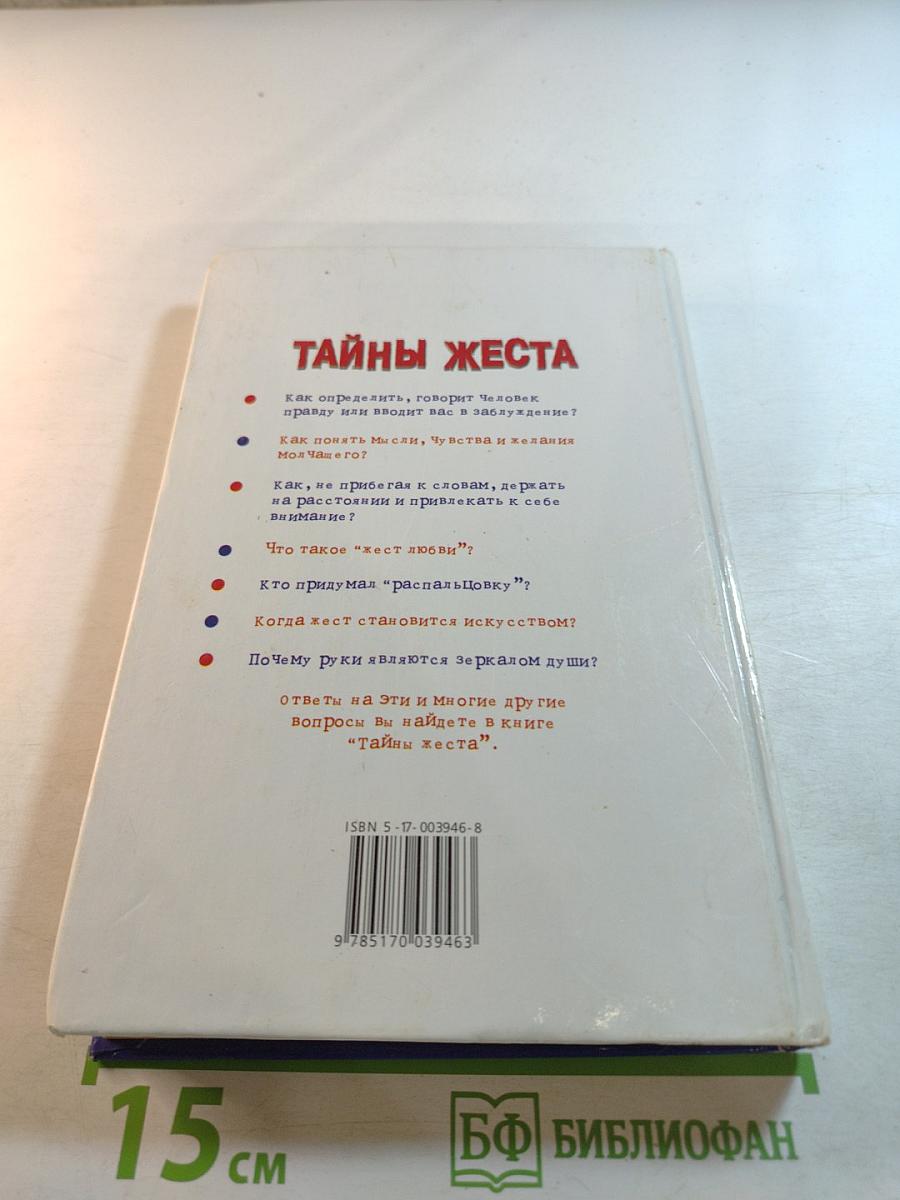 ТАЙНЫ ЖЕСТА
Как определить, говорит человек
правду или вводит вас в заблуждение?
Как понять мысли, чувства и желания
молчащего?
Как, не прибегая к словам, держать
на расстоянии и привлекать к себе
внимание?
Что такое “жест любви”?
Кто придумал “распальцовку”?
Когда жест становится искусством?
Почему руки являются зеркалом души?
Ответы на эти и многие другие
вопросы вы найдете в книге
“Тайны жеста”.
ISBN 5-17-003946-8
9 785170 039463
15 см
БФ БИБЛИОФАН